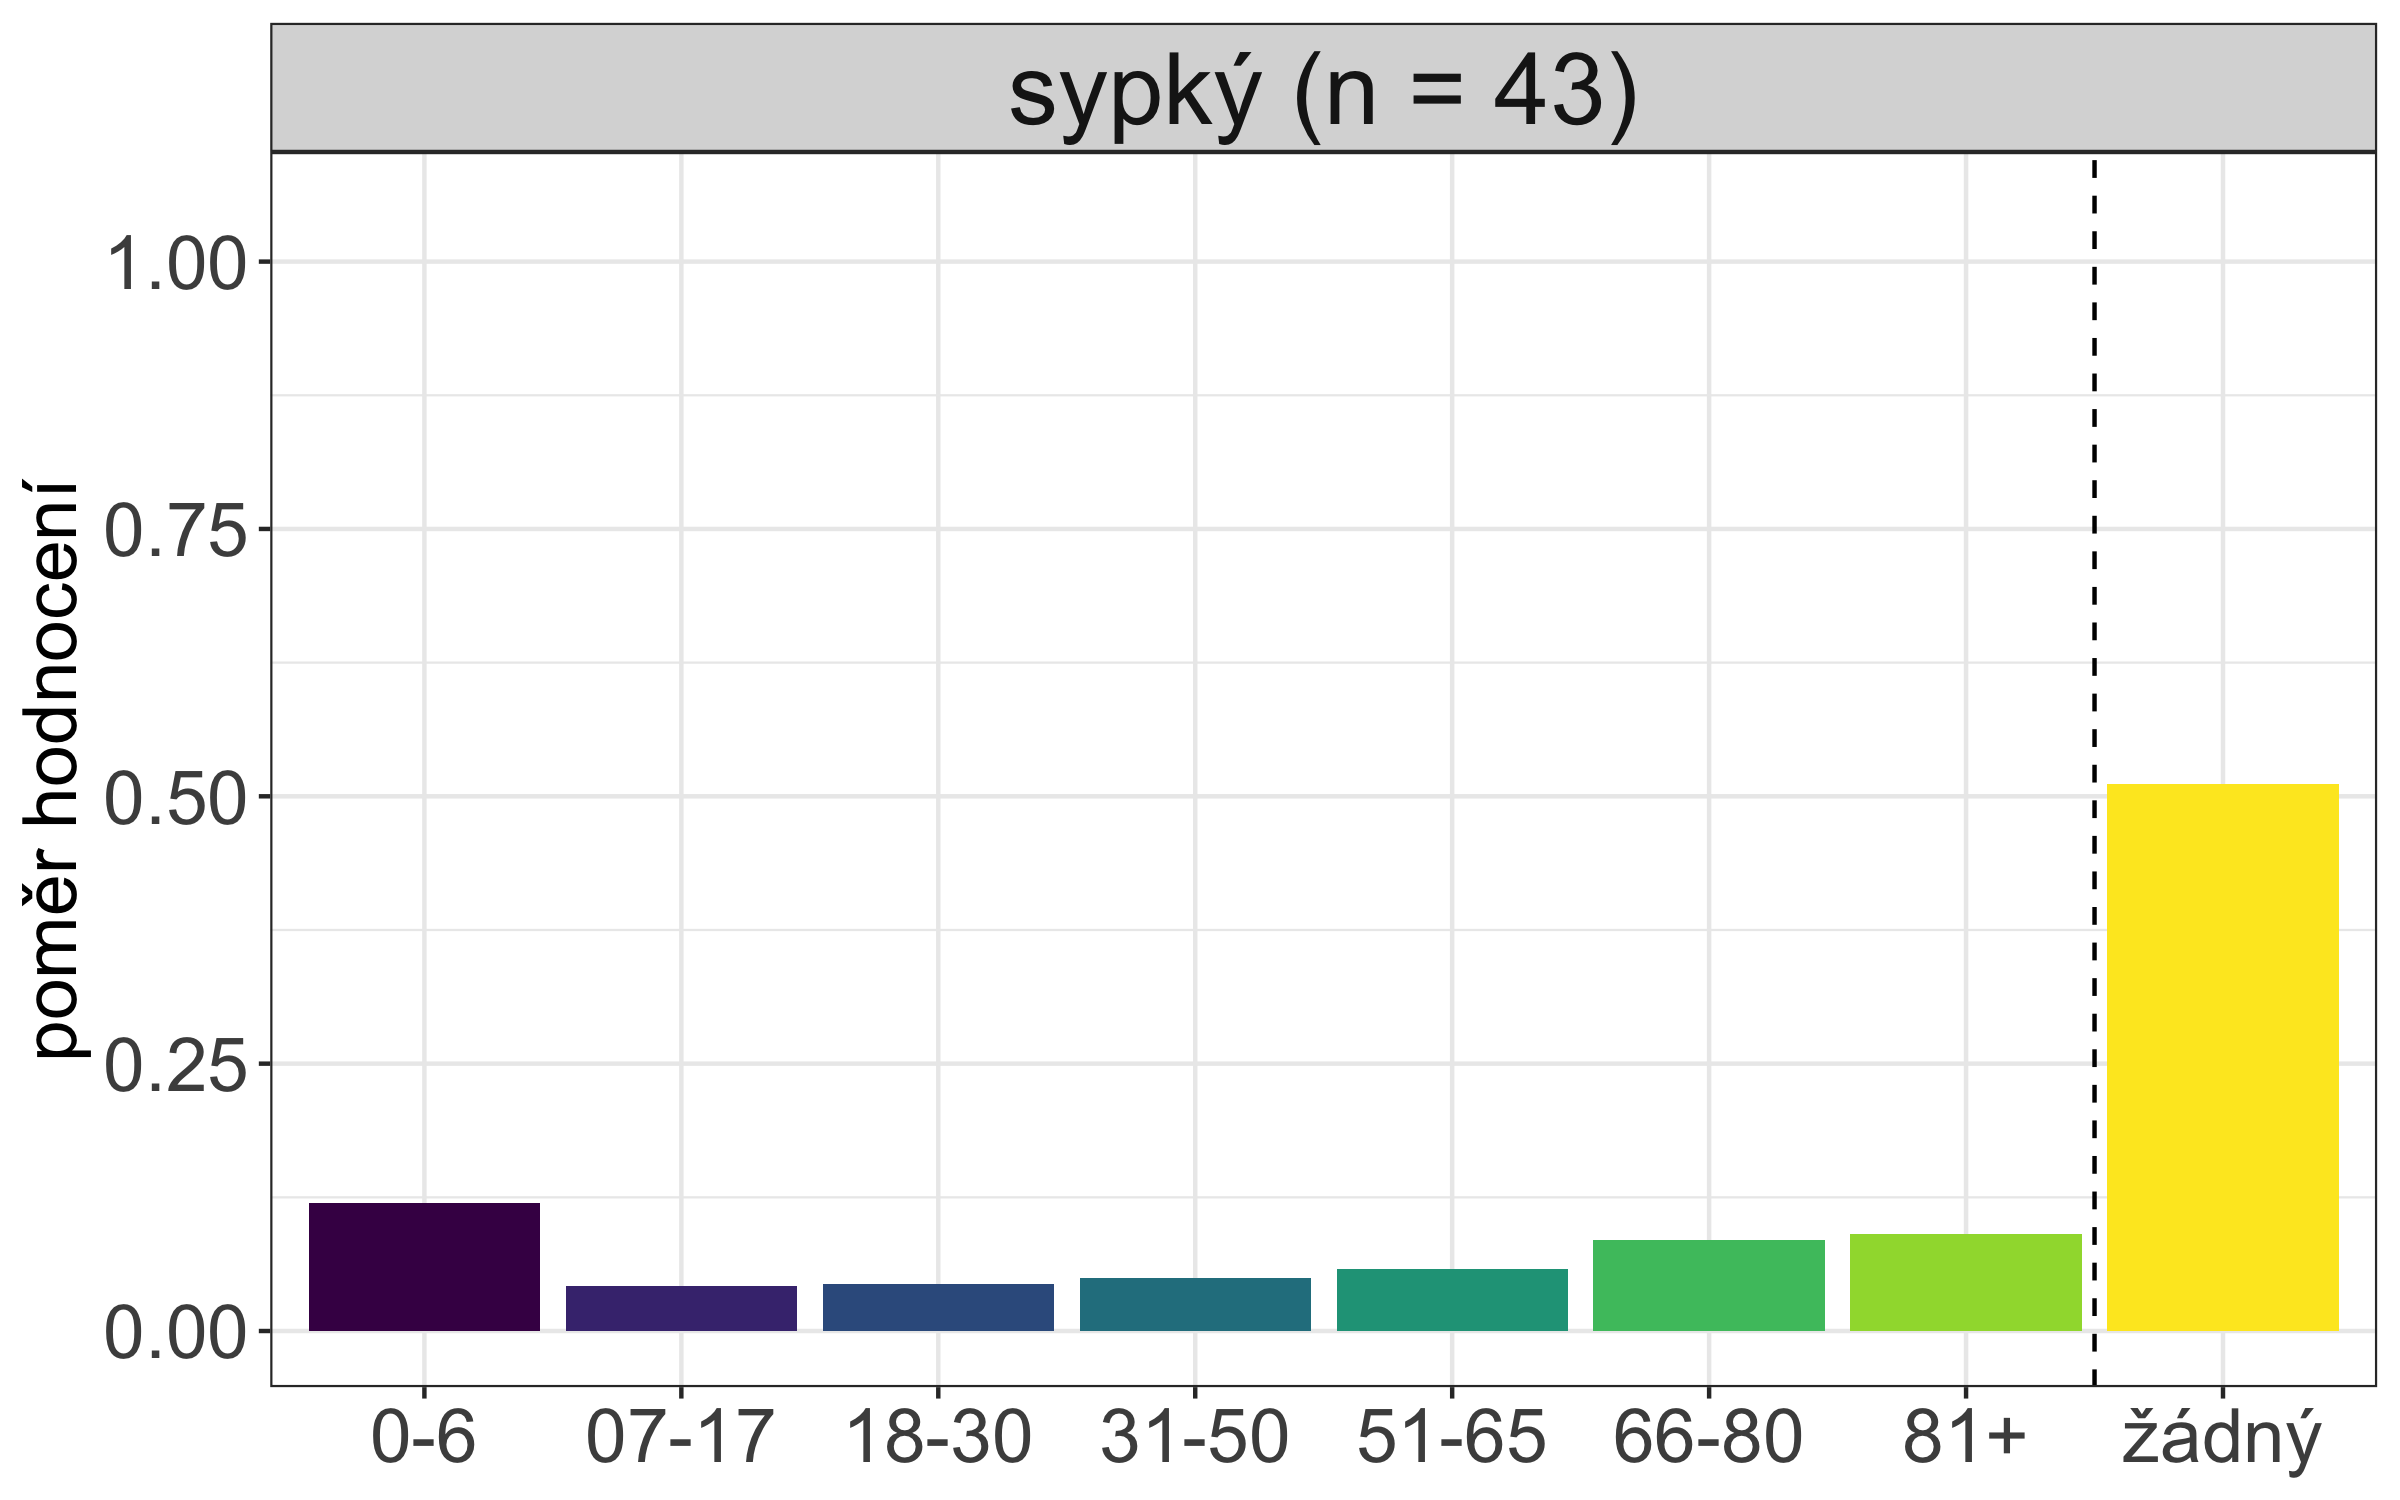 sypký (n = 43)
poměr hodnocení
1.00
0.75
0.50
0.25
0.00
0-6 07-17 18-30 31-50 51-65 66-80 81+ žádný